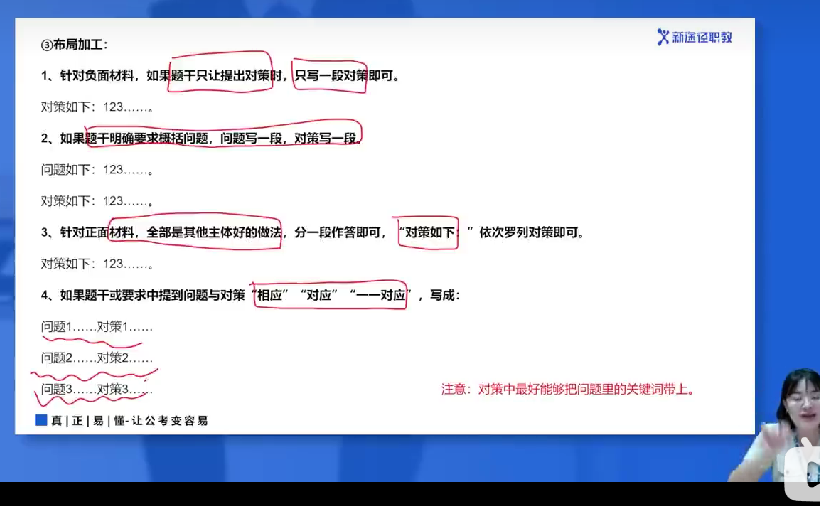 ③布局加工：
新途径职教
1、针对负面材料，如果题干只让提出对策时，只写一段对策即可。
对策如下：123……。
2、如果题干明确要求概括问题，问题写一段，对策写一段。
问题如下：123……。
对策如下：123……。
3、针对正面材料，全部是其他主体好的做法，分一段作答即可，“对策如下：”依次罗列对策即可。
对策如下：123……。
4、如果题干或要求中提到问题与对策“相应”“对应”“一一对应”，写成：
问题1……对策1……
问题2……对策2……
问题3……对策3……
注意：对策中最好能够把问题里的关键词带上。
真|正|易|懂-让公考变容易